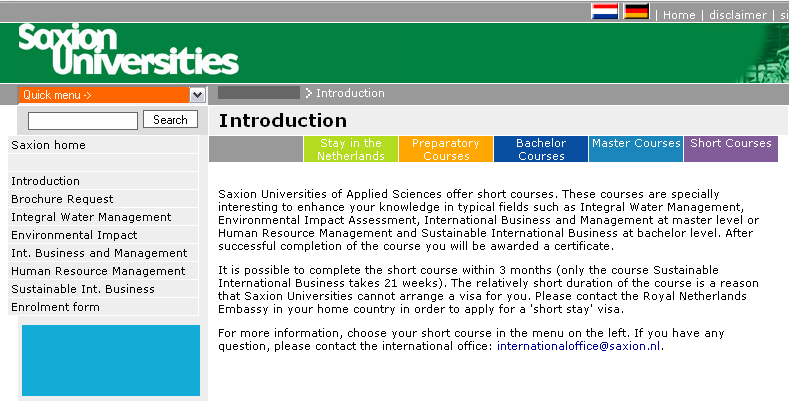 | Home | disclaimer |
Saxion
Universities
Quick menu ->
> Introduction
Search
Introduction
Stay in the
Netherlands
Preparatory
Courses
Bachelor
Courses
Master Courses
Short Courses
Saxion home
Introduction
Brochure Request
Integral Water Management
Environmental Impact
Int. Business and Management
Human Resource Management
Sustainable Int. Business
Enrolment form
Saxion Universities of Applied Sciences offer short courses. These courses are specially
interesting to enhance your knowledge in typical fields such as Integral Water Management,
Environmental Impact Assessment, International Business and Management at master level or
Human Resource Management and Sustainable International Business at bachelor level. After
successful completion of the course you will be awarded a certificate.
It is possible to complete the short course within 3 months (only the course Sustainable
International Business takes 21 weeks). The relatively short duration of the course is a reason
that Saxion Universities cannot arrange a visa for you. Please contact the Royal Netherlands
Embassy in your home country in order to apply for a 'short stay' visa.
For more information, choose your short course in the menu on the left. If you have any
question, please contact the international office: internationaloffice@saxion.nl.